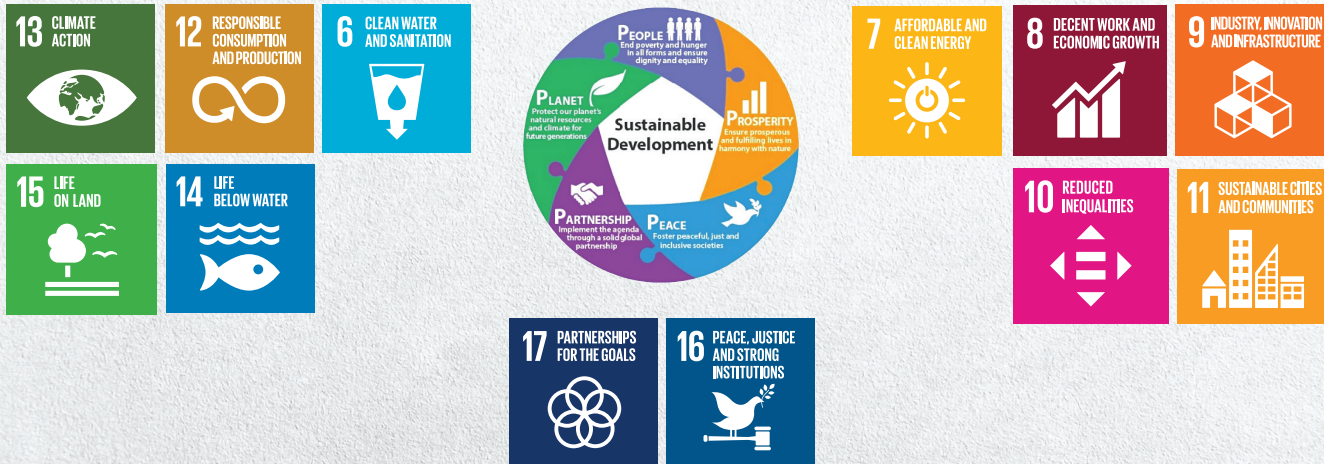 13 CLIMATE
ACTION
12 RESPONSIBLE
CONSUMPTION
AND PRODUCTION
6 CLEAN WATER
AND SANITATION
15 LIFE
ON LAND
14 LIFE
BELOW WATER
PEOPLE
End poverty and hunger
in all forms and ensure
dignity and equality
PLANET
Protect our planet's
natural resources
and climate for
future generations
Sustainable
Development
PROSPERITY
Ensure prosperous
and fulfilling lives in
harmony with nature
PARTNERSHIP
Implement the agenda
through a solid global
partnership
PEACE
Foster peaceful, just and
inclusive societies
7 AFFORDABLE AND
CLEAN ENERGY
8 DECENT WORK AND
ECONOMIC GROWTH
9 INDUSTRY, INNOVATION
AND INFRASTRUCTURE
10 REDUCED
INEQUALITIES
11 SUSTAINABLE CITIES
AND COMMUNITIES
17 PARTNERSHIPS
FOR THE GOALS
16 PEACE, JUSTICE
AND STRONG
INSTITUTIONS